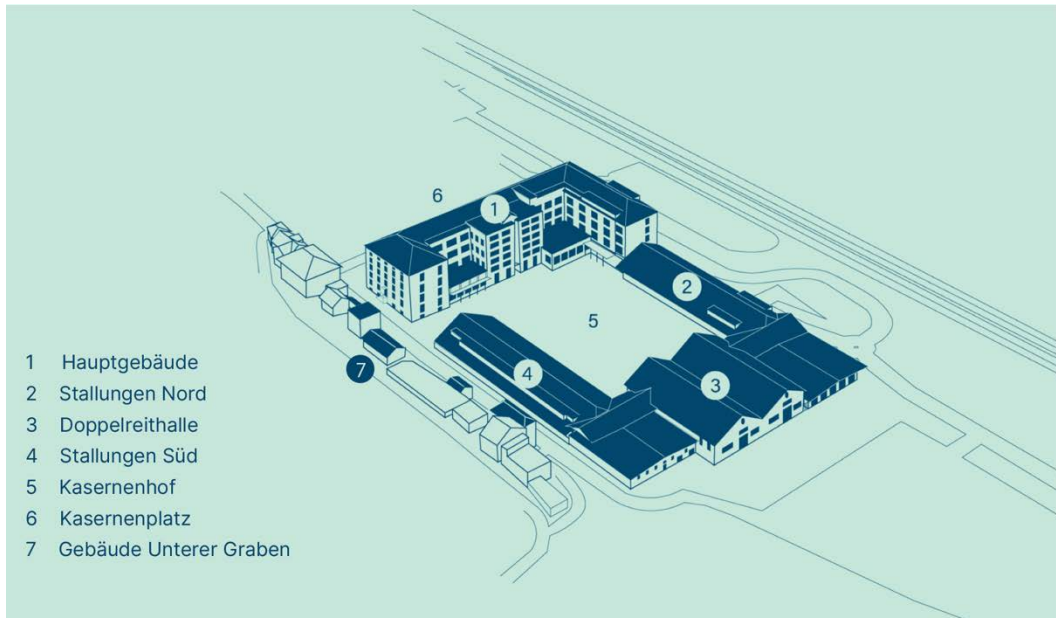 6
1
2
5
7
4
3
1 Hauptgebäude
2 Stallungen Nord
3 Doppelreithalle
4 Stallungen Süd
5 Kasernenhof
6 Kasernenplatz
7 Gebäude Unterer Graben